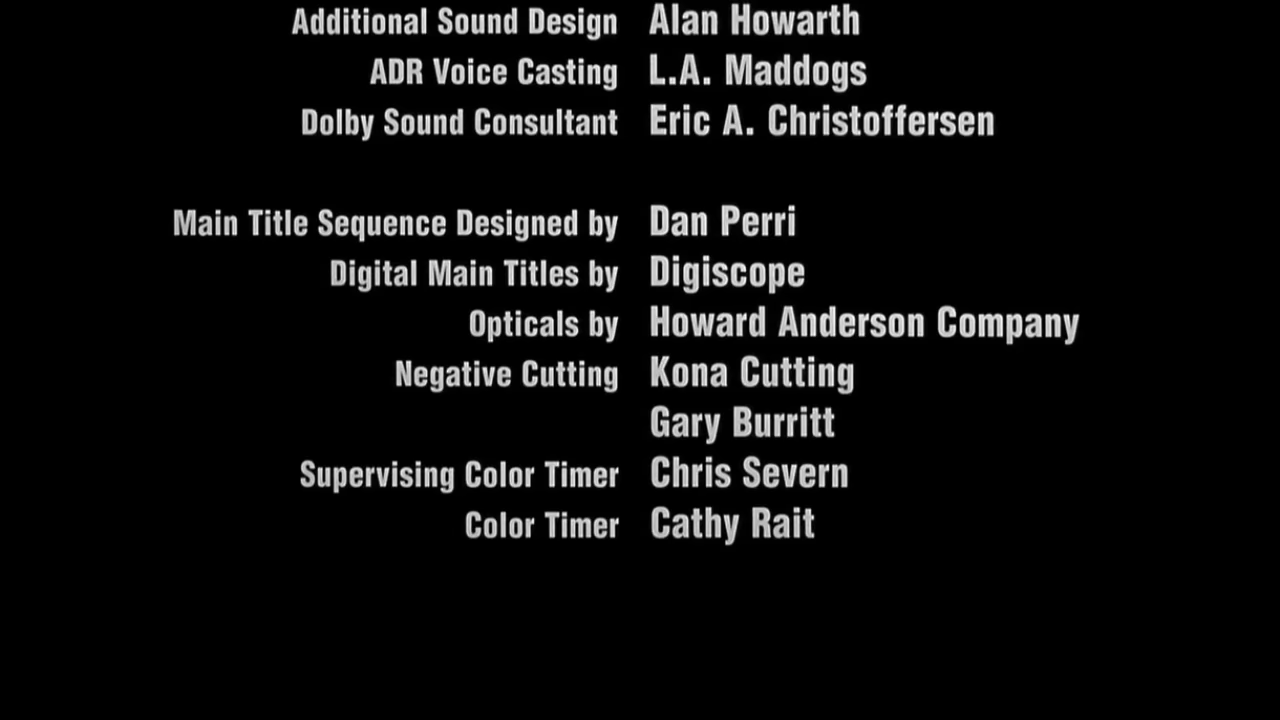 Additional Sound Design Alan Howarth
ADR Voice Casting L.A. Maddogs
Dolby Sound Consultant Eric A. Christoffersen
Main Title Sequence Designed by Dan Perri
Digital Main Titles by Digiscope
Opticals by Howard Anderson Company
Negative Cutting Kona Cutting
Gary Burritt
Supervising Color Timer Chris Severn
Color Timer Cathy Rait